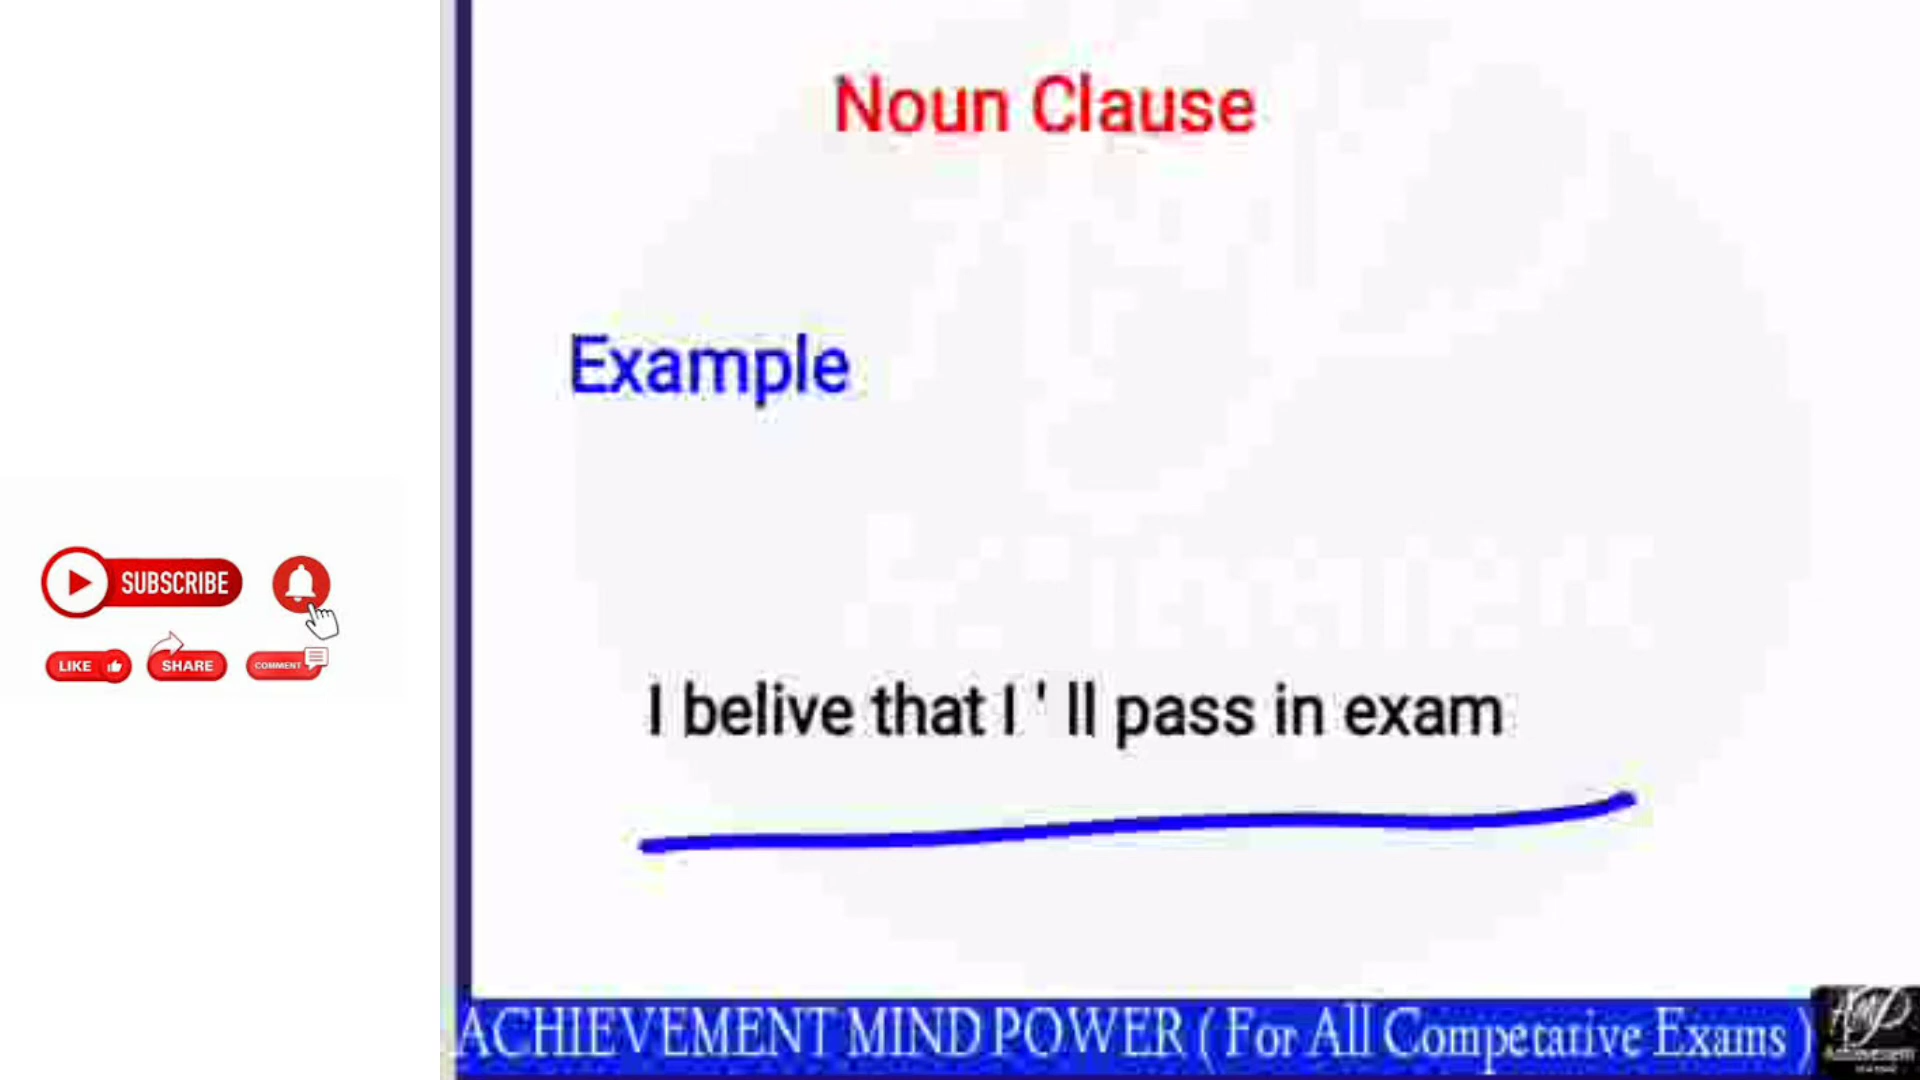 Noun Clause
Example
I belive that I ' ll pass in exam
SUBSCRIBE
LIKE
SHARE
COMMENT
ACHIEVEMENT MIND POWER ( For All Competative Exams )
AMP